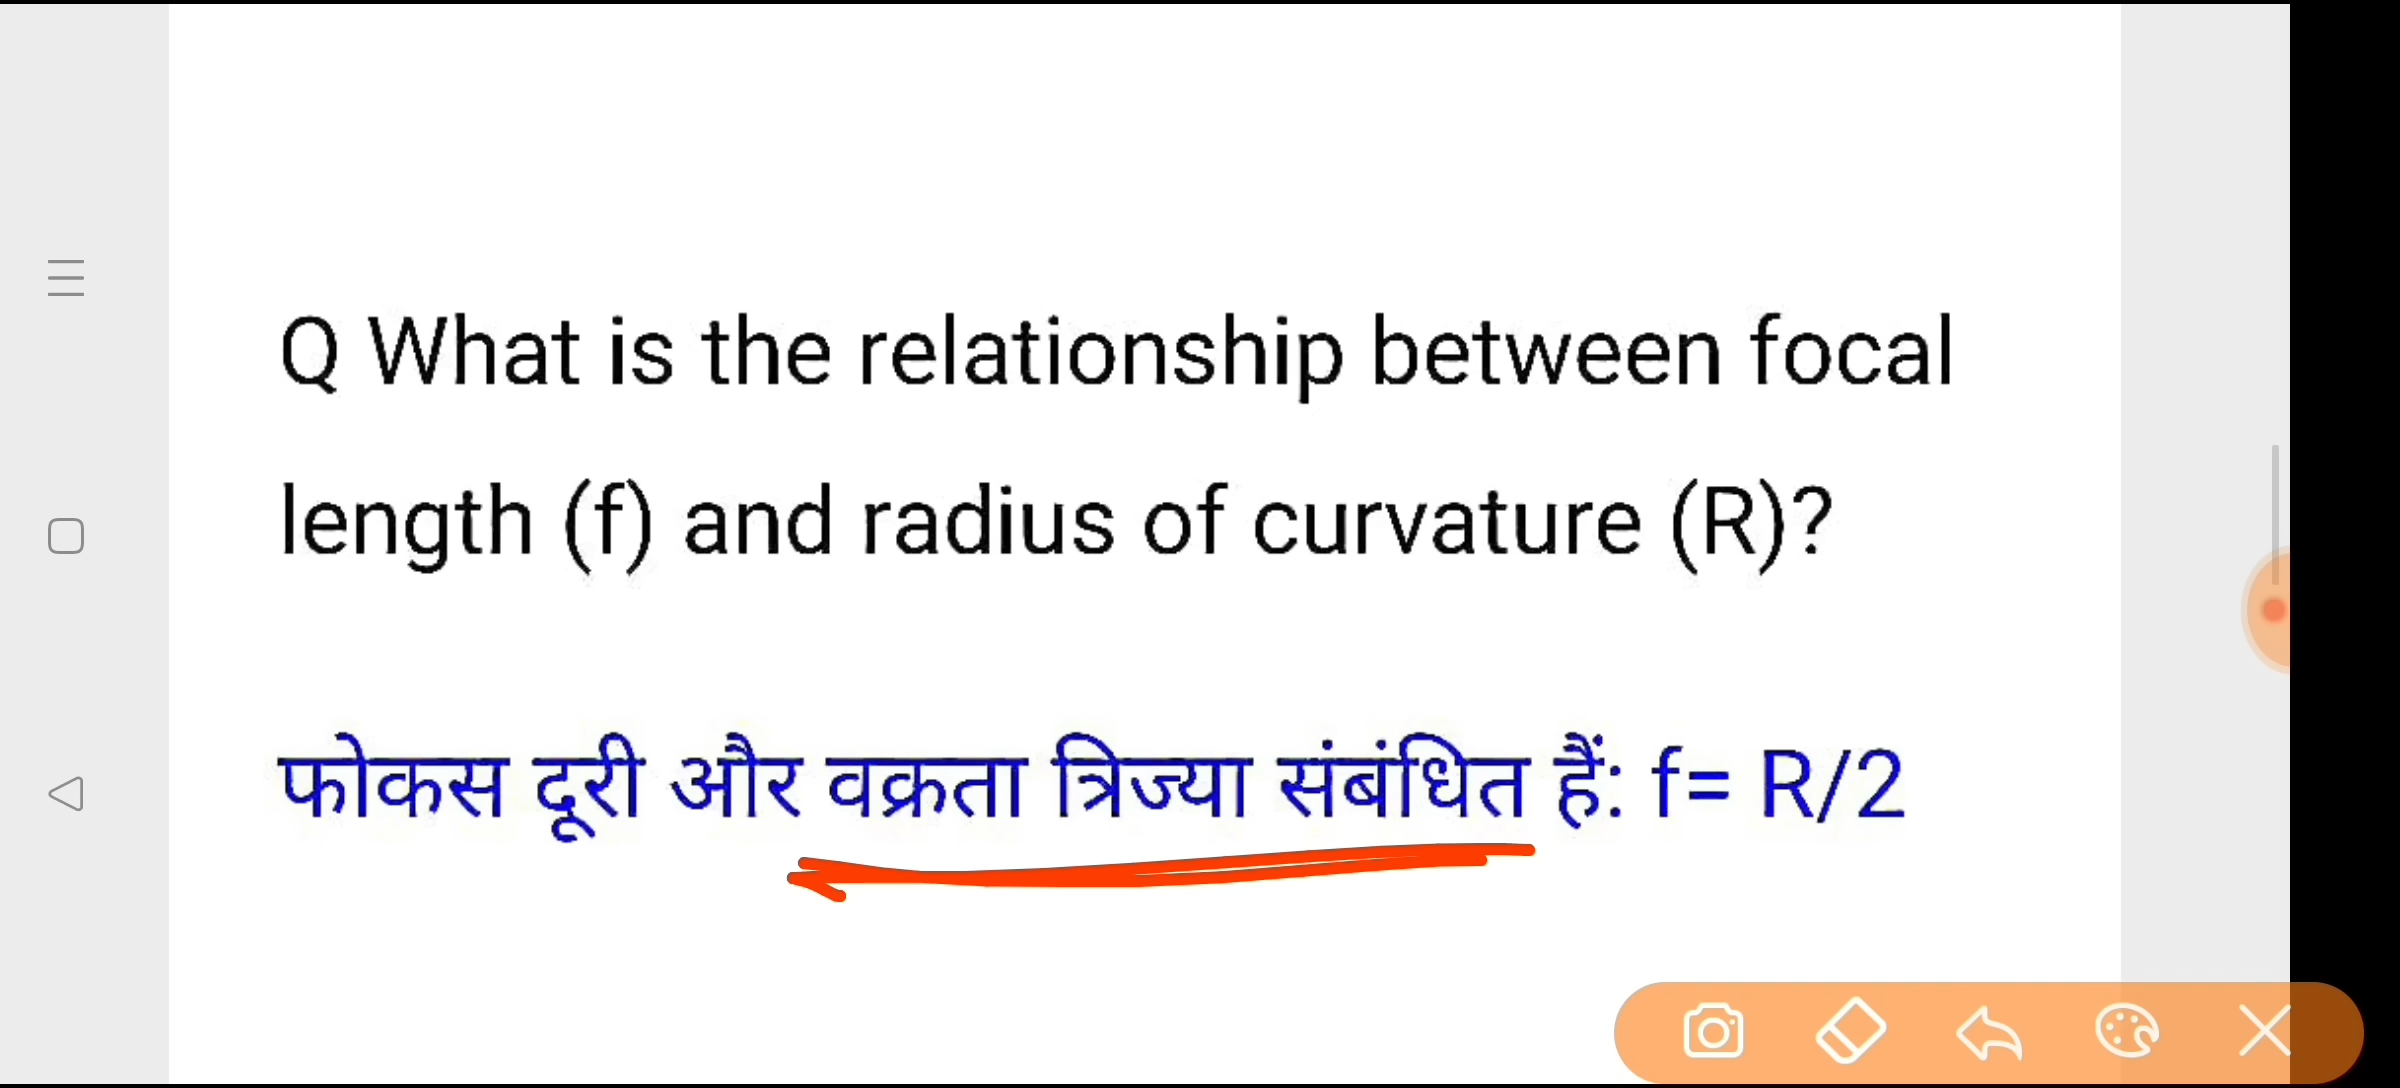 Q What is the relationship between focal
length (f) and radius of curvature (R)?
फोकस दूरी और वक्रता त्रिज्या संबंधित हैं: f= R/2